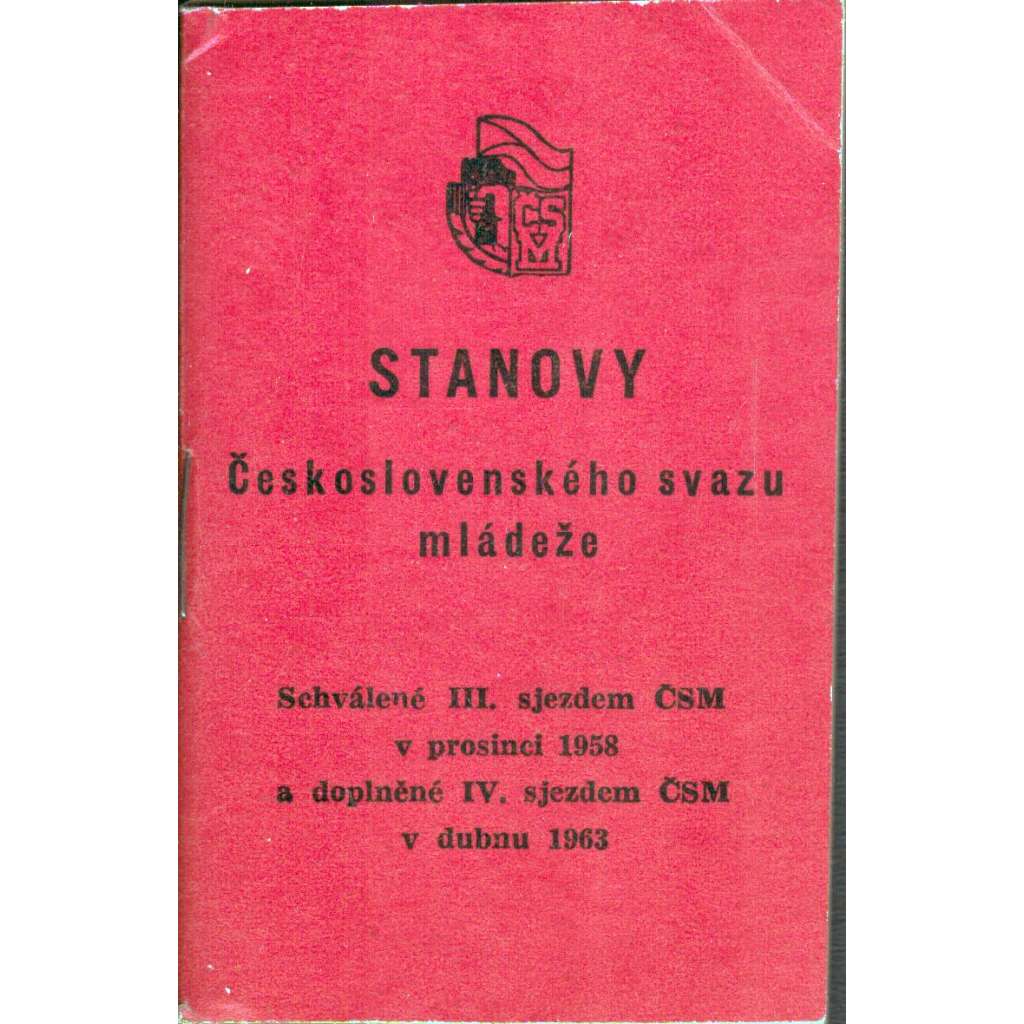 ČSM
STANOVY
Československého svazu
mládeže
Schválené III. sjezdem ČSM
v prosinci 1958
a doplněné IV. sjezdem ČSM
v dubnu 1963